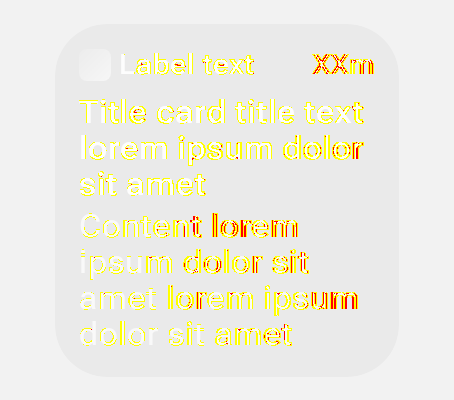 Label text XXm
Title card title text
lorem ipsum dolor
sit amet
Content lorem
ipsum dolor sit
amet lorem ipsum
dolor sit amet